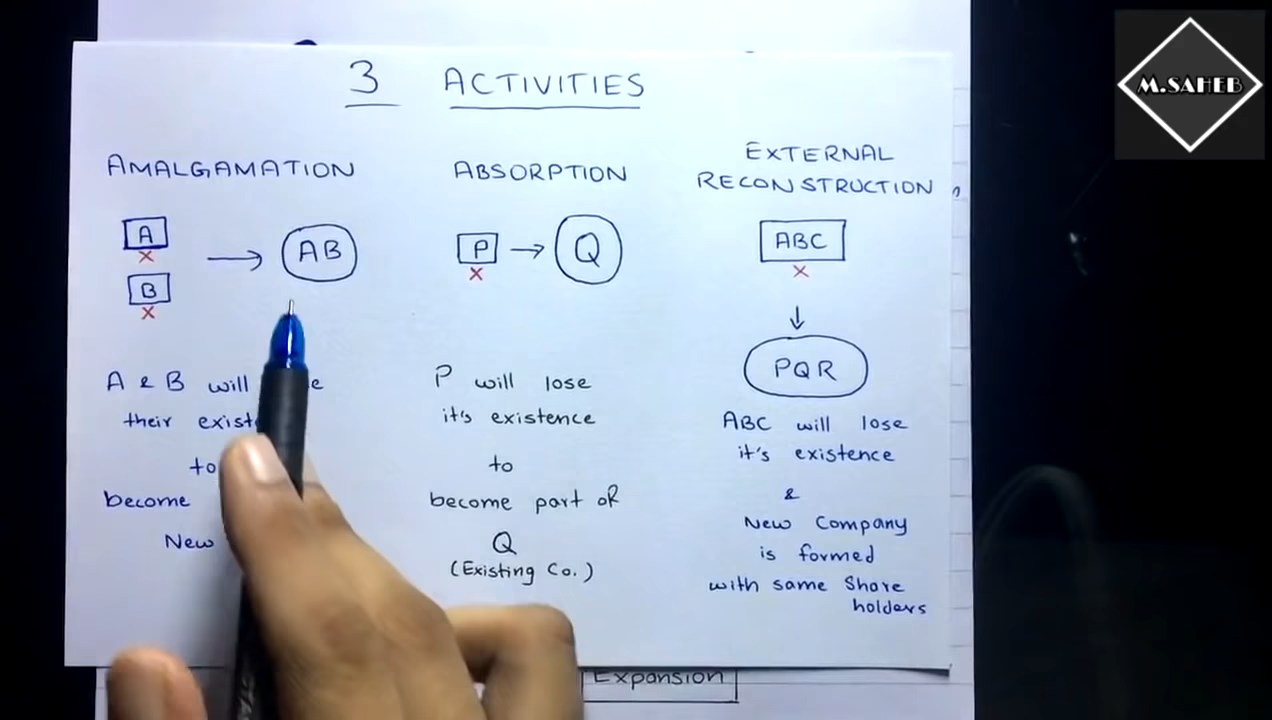 M.SAHEB
3 ACTIVITIES
AMALGAMATION
A
B
AB
A & B will
their
to
become
New
ABSORPTION
P
Q
P will lose
it's existence
to
become part of
Q
(Existing Co.)
EXTERNAL
RECONSTRUCTION
ABC
PQR
ABC will lose
it's existence
&
New Company
is formed
with same Share
holders
Expansion